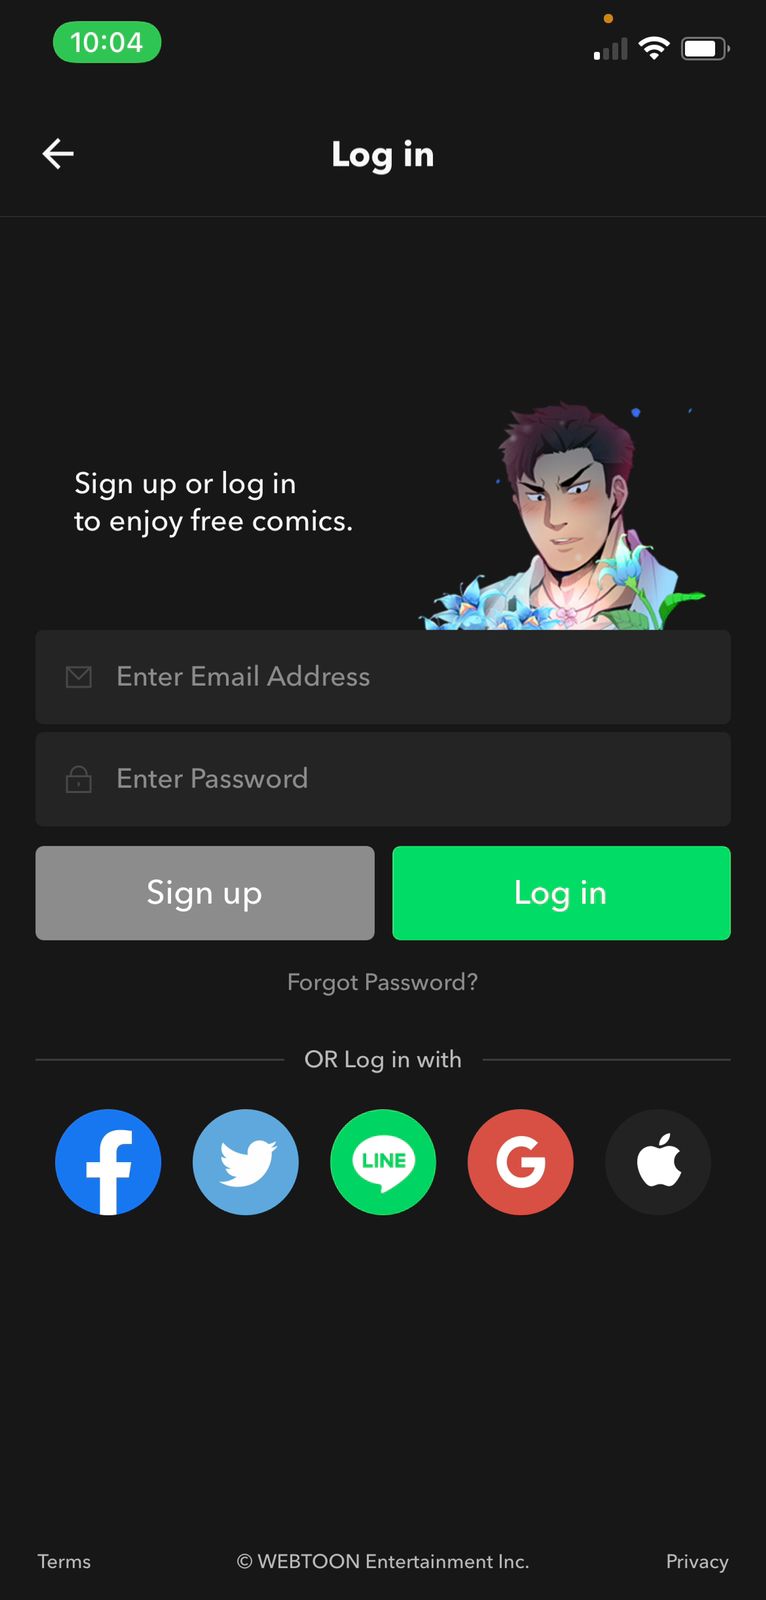 10:04
Log in
Sign up or log in
to enjoy free comics.
Enter Email Address
Enter Password
Sign up
Log in
Forgot Password?
OR Log in with
LINE
Terms
© WEBTOON Entertainment Inc.
Privacy